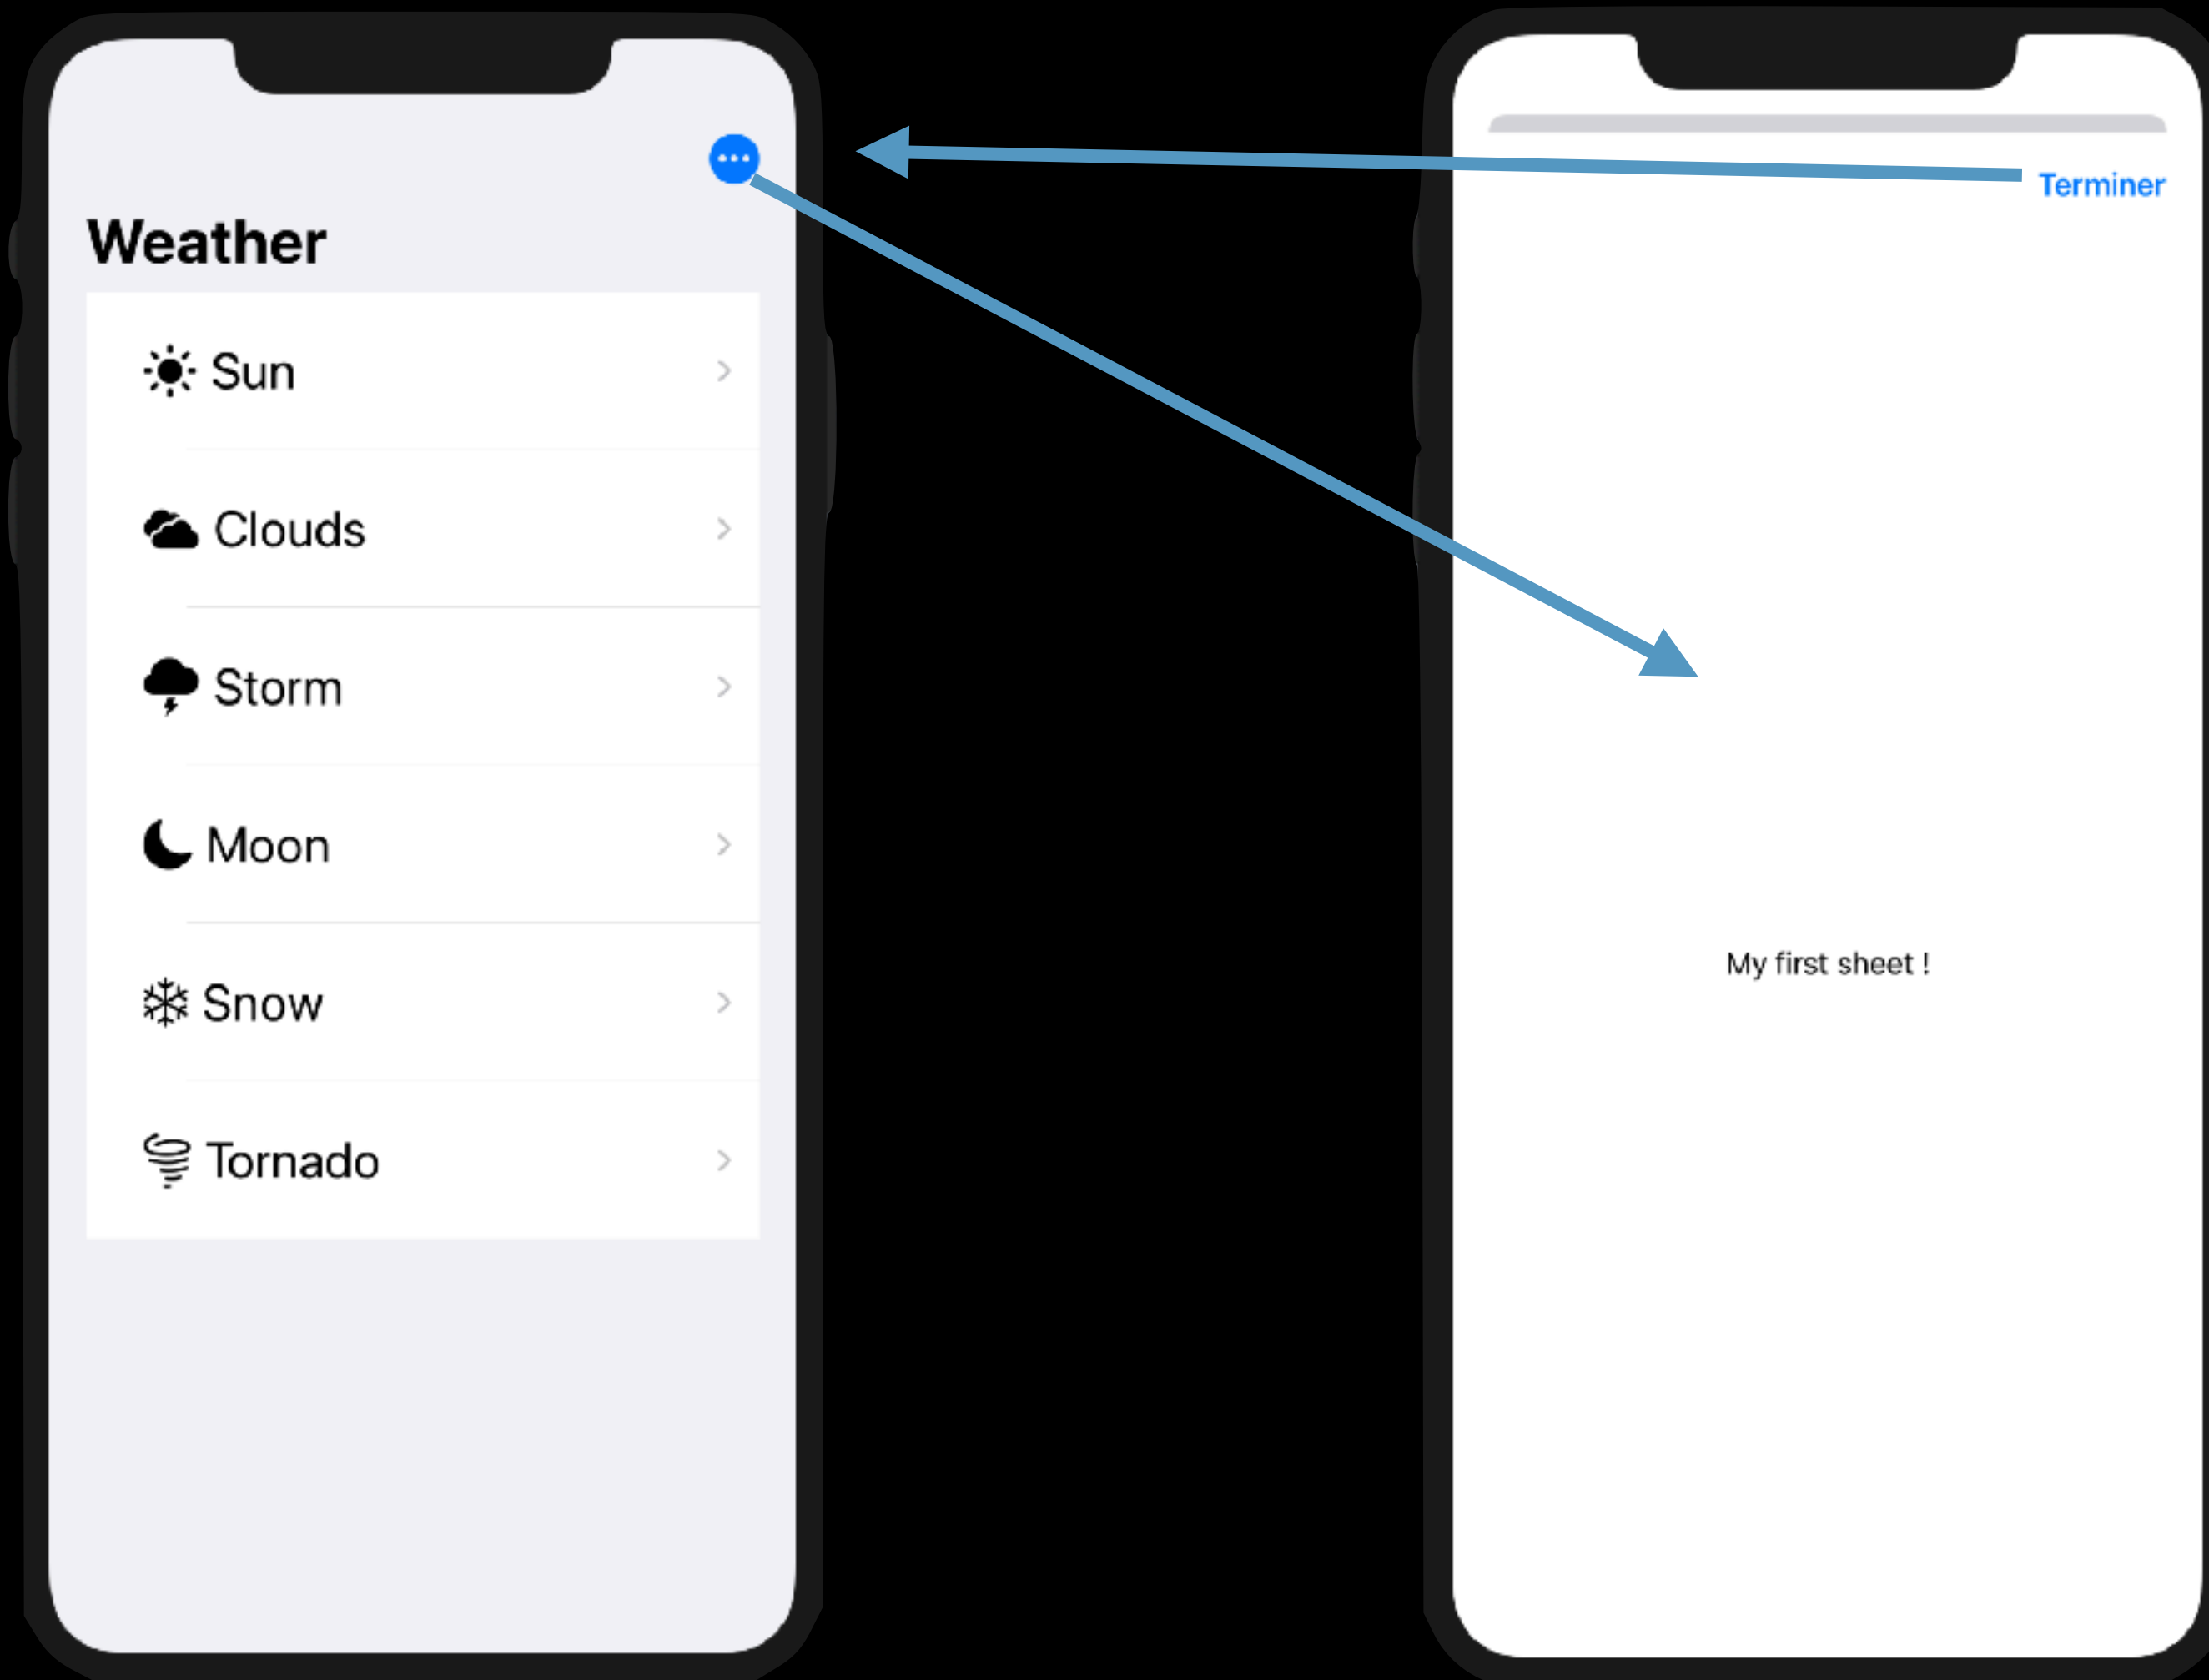 Weather
Sun
Clouds
Storm
Moon
Snow
Tornado
Terminer
My first sheet !